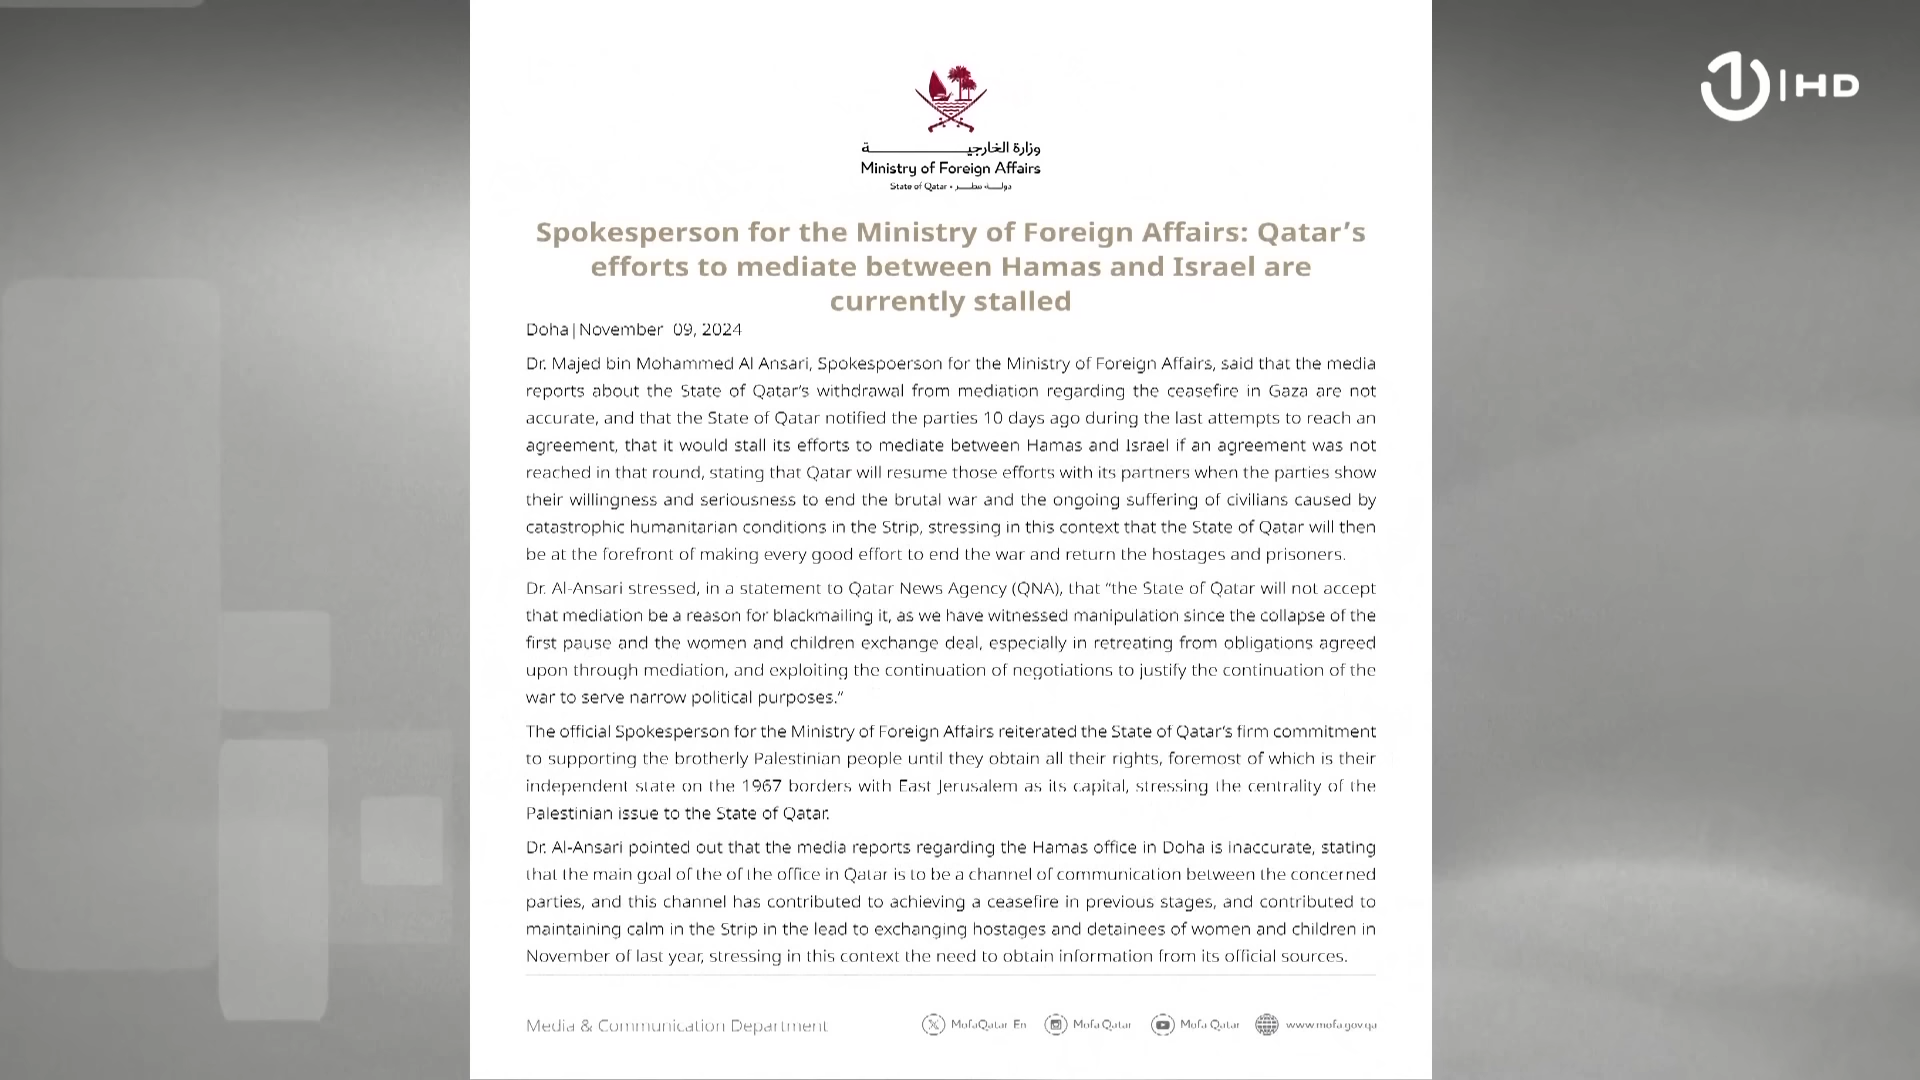 1 | HD
وزارة الخارجيـة
Ministry of Foreign Affairs
State of Qatar • دولـة قطـر
Spokesperson for the Ministry of Foreign Affairs: Qatar’s
efforts to mediate between Hamas and Israel are
currently stalled
Doha|November 09, 2024
Dr. Majed bin Mohammed Al Ansari, Spokespoerson for the Ministry of Foreign Affairs, said that the media
reports about the State of Qatar’s withdrawal from mediation regarding the ceasefire in Gaza are not
accurate, and that the State of Qatar notified the parties 10 days ago during the last attempts to reach an
agreement, that it would stall its efforts to mediate between Hamas and Israel if an agreement was not
reached in that round, stating that Qatar will resume those efforts with its partners when the parties show
their willingness and seriousness to end the brutal war and the ongoing suffering of civilians caused by
catastrophic humanitarian conditions in the Strip, stressing in this context that the State of Qatar will then
be at the forefront of making every good effort to end the war and return the hostages and prisoners.
Dr. Al-Ansari stressed, in a statement to Qatar News Agency (QNA), that “the State of Qatar will not accept
that mediation be a reason for blackmailing it, as we have witnessed manipulation since the collapse of the
first pause and the women and children exchange deal, especially in retreating from obligations agreed
upon through mediation, and exploiting the continuation of negotiations to justify the continuation of the
war to serve narrow political purposes.”
The official Spokesperson for the Ministry of Foreign Affairs reiterated the State of Qatar’s firm commitment
to supporting the brotherly Palestinian people until they obtain all their rights, foremost of which is their
independent state on the 1967 borders with East Jerusalem as its capital, stressing the centrality of the
Palestinian issue to the State of Qatar.
Dr. Al-Ansari pointed out that the media reports regarding the Hamas office in Doha is inaccurate, stating
that the main goal of the of the office in Qatar is to be a channel of communication between the concerned
parties, and this channel has contributed to achieving a ceasefire in previous stages, and contributed to
maintaining calm in the Strip in the lead to exchanging hostages and detainees of women and children in
November of last year, stressing in this context the need to obtain information from its official sources.
Media & Communication Department
MofaQatar_En
Mofa Qatar
Mofa Qatar
www.mofa.gov.qa